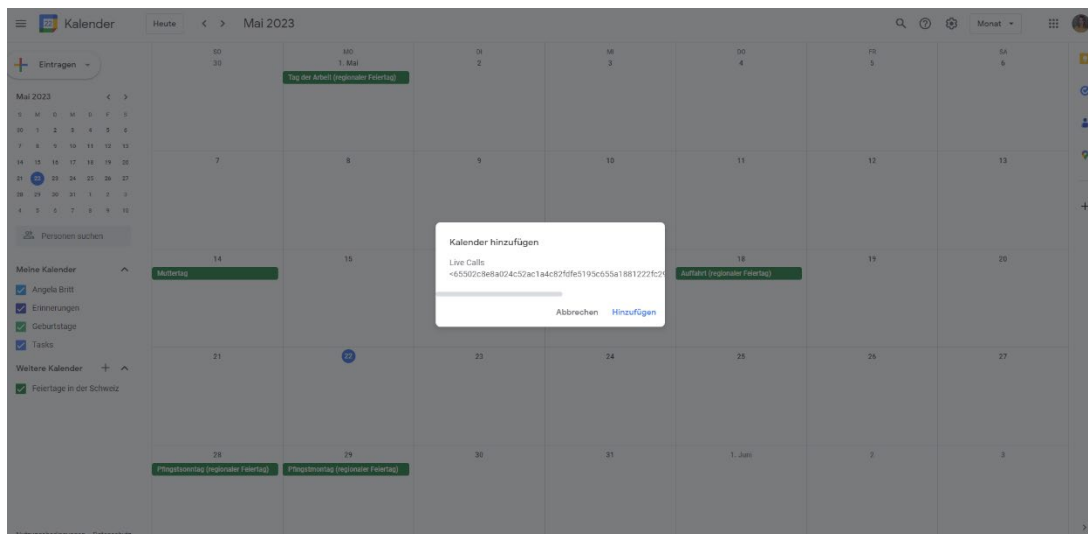 22 Kalender Heute < > Mai 2023 Monat
Eintragen
SO MO DI MI DO FR SA
30 1. Mai 2 3 4 5 6
Tag der Arbeit (regionaler Feiertag)
Mai 2023 < >
7 8 9 10 11 12 13
Personen suchen
Kalender hinzufügen
Live Calls
<65502c8e8a024c52ac1a4c82fdfe5195c655a1881222fc29
Abbrechen Hinzufügen
14 15 18 19 20
Muttertag
Auffahrt (regionaler Feiertag)
Meine Kalender
Angela Britt
Erinnerungen
Geburtstage
Tasks
Weitere Kalender +
Feiertage in der Schweiz
21 22 23 24 25 26 27
28 29 30 31 1. Juni 2 3
Pfingstsonntag (regionaler Feiertag) Pfingstmontag (regionaler Feiertag)